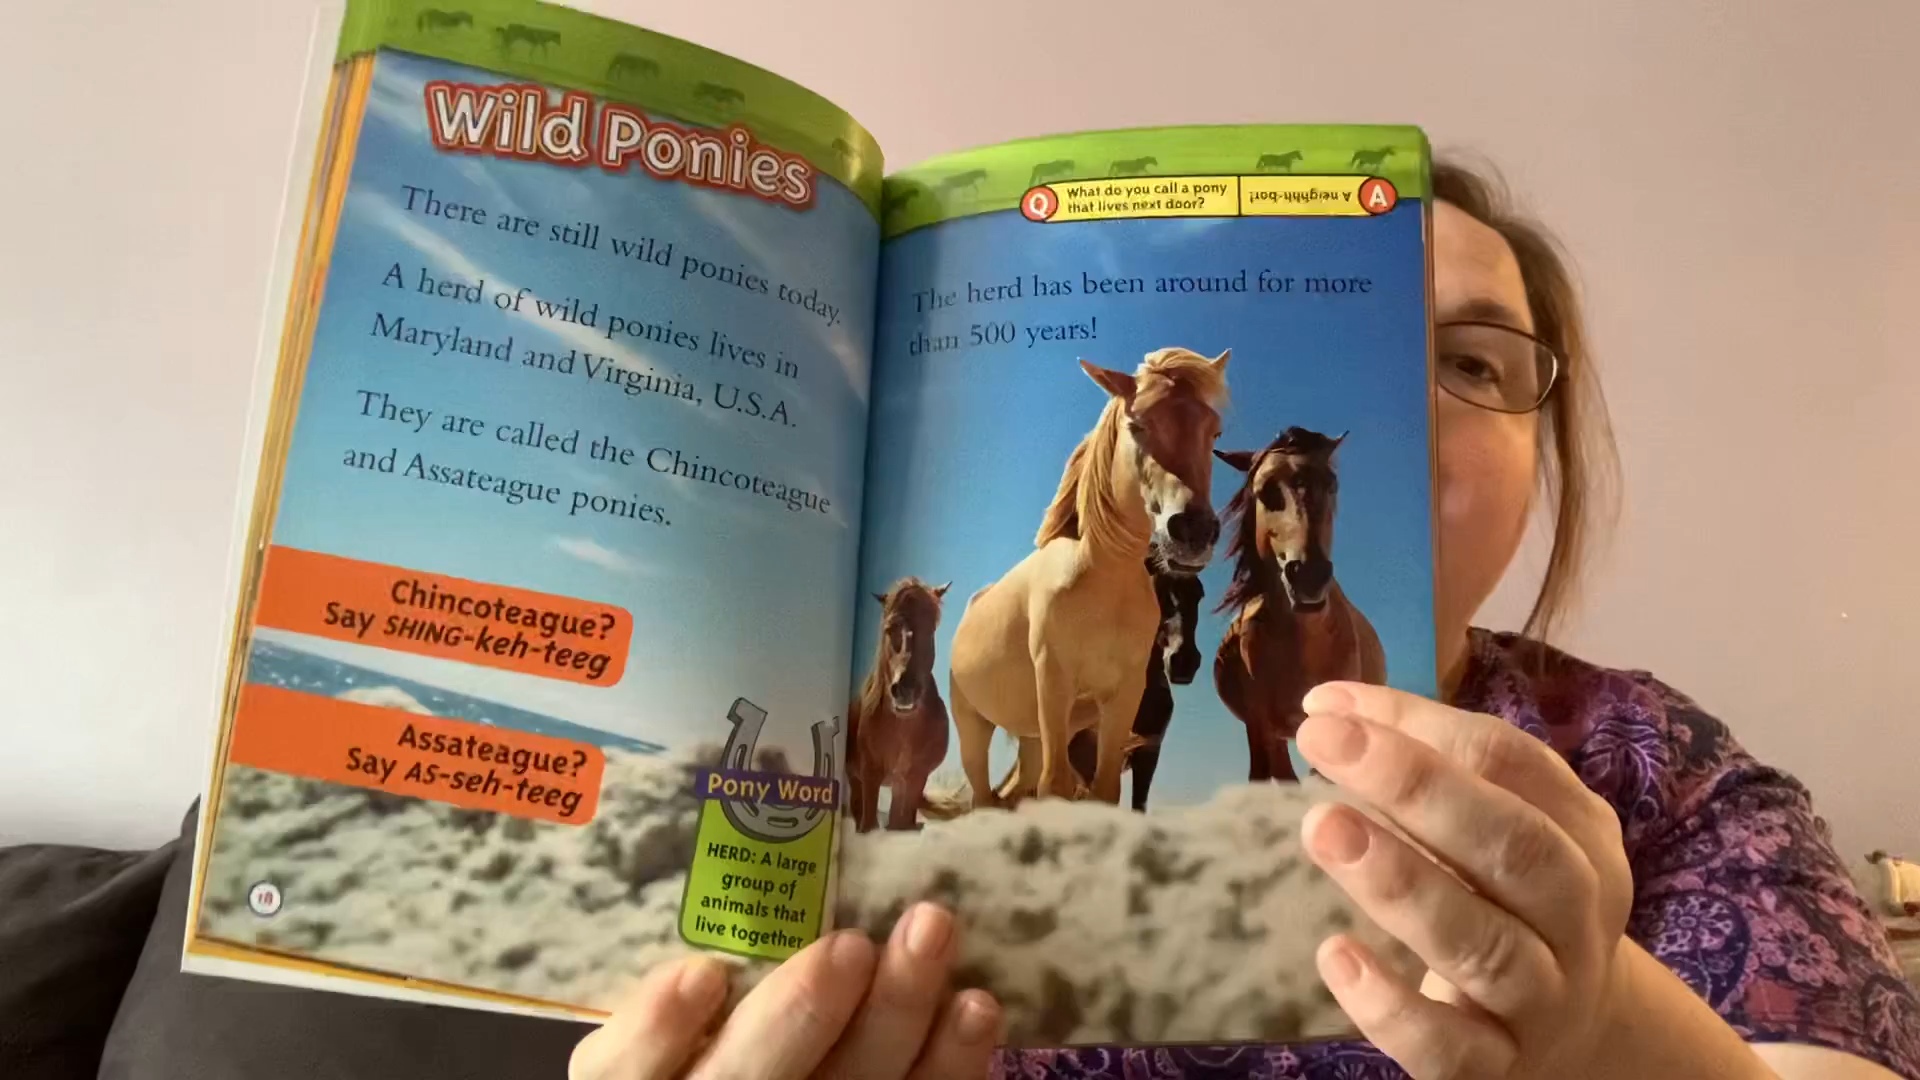 Wild Ponies
There are still wild ponies today.
A herd of wild ponies lives in
Maryland and Virginia, U.S.A.
They are called the Chincoteague
and Assateague ponies.
Chincoteague?
Say SHING-keh-teeg
Assateague?
Say AS-seh-teeg
Pony Word
HERD: A large
group of
animals that
live together
18
Q What do you call a pony
that lives next door?
A neighhh-bor!
A
The herd has been around for more
than 500 years!